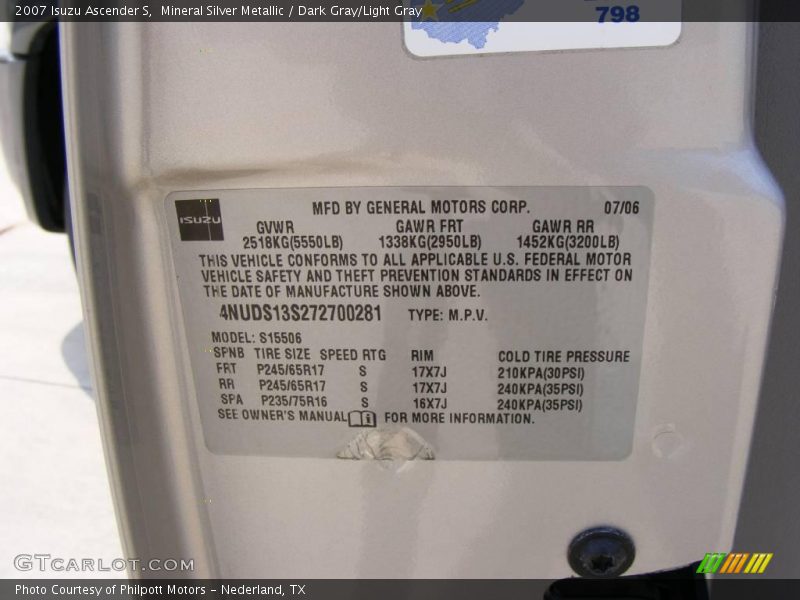 2007 Isuzu Ascender S, Mineral Silver Metallic / Dark Gray/Light Gray
798
ISUZU
MFD BY GENERAL MOTORS CORP. 07/06
GVWR GAWR FRT GAWR RR
2518KG(5550LB) 1338KG(2950LB) 1452KG(3200LB)
THIS VEHICLE CONFORMS TO ALL APPLICABLE U.S. FEDERAL MOTOR
VEHICLE SAFETY AND THEFT PREVENTION STANDARDS IN EFFECT ON
THE DATE OF MANUFACTURE SHOWN ABOVE.
4NUDS13S272700281 TYPE: M.P.V.
MODEL: S15506
SPNB TIRE SIZE SPEED RTG RIM COLD TIRE PRESSURE
FRT P245/65R17 S 17X7J 210KPA(30PSI)
RR P245/65R17 S 17X7J 240KPA(35PSI)
SPA P235/75R16 S 16X7J 240KPA(35PSI)
SEE OWNER'S MANUAL FOR MORE INFORMATION.
GTCARLOT.COM
Photo Courtesy of Philpott Motors - Nederland, TX